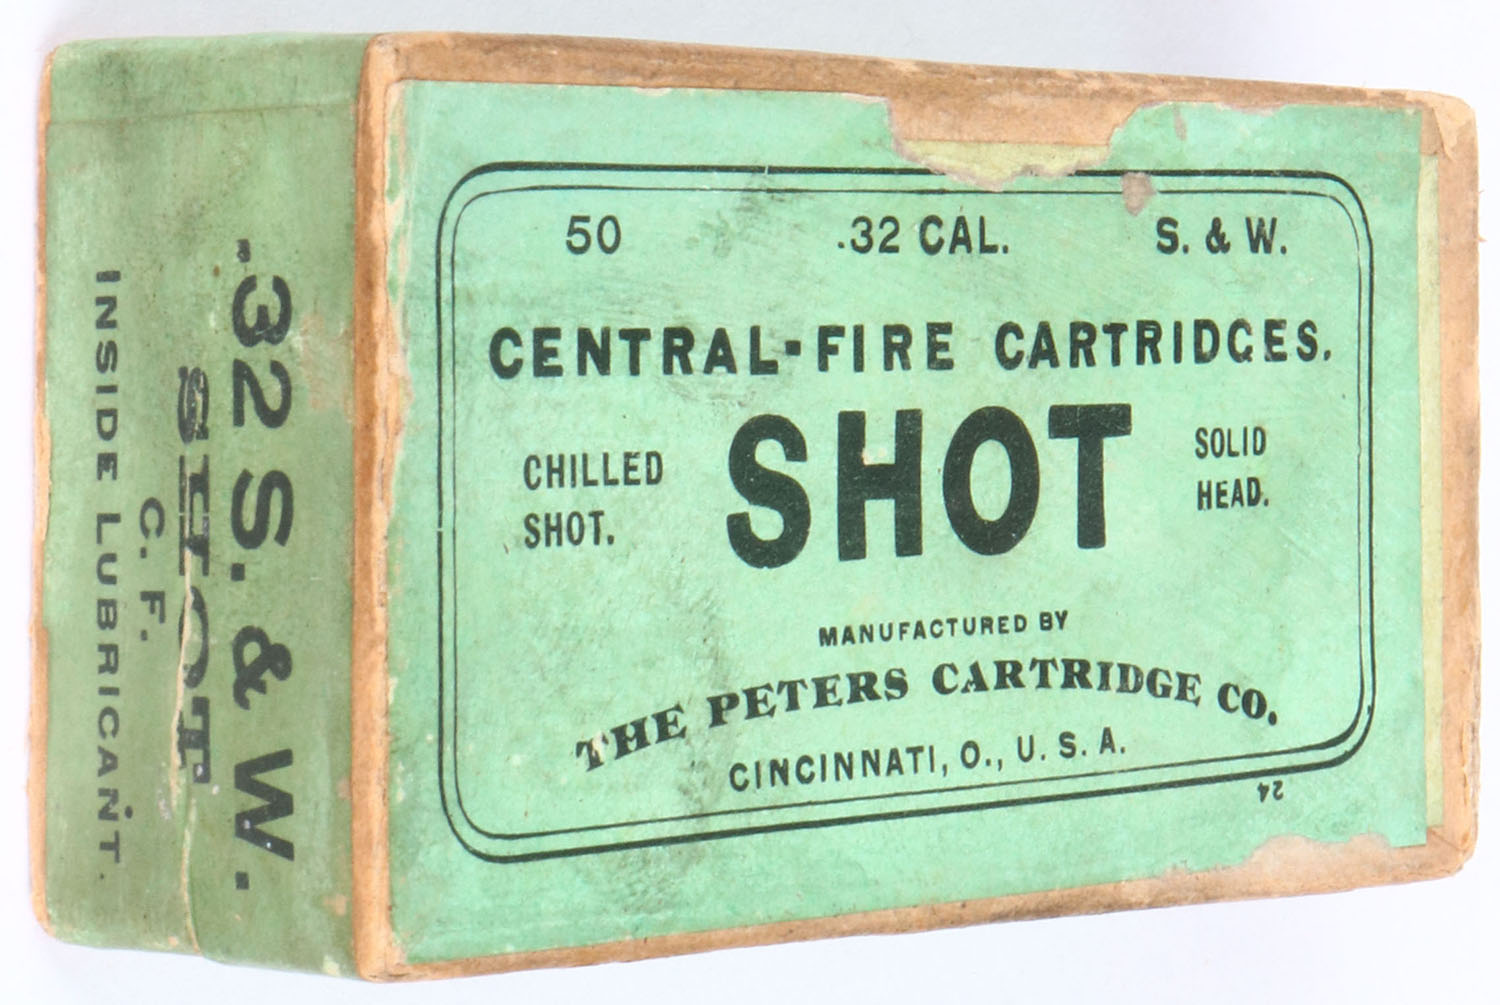 50 .32 CAL. S. & W.
CENTRAL-FIRE CARTRIDGES.
CHILLED SHOT.
SHOT
SOLID HEAD.
MANUFACTURED BY
THE PETERS CARTRIDGE CO.
CINCINNATI, O., U. S. A.
24
.32 S. & W.
SHOT
C. F.
INSIDE LUBRICANT.